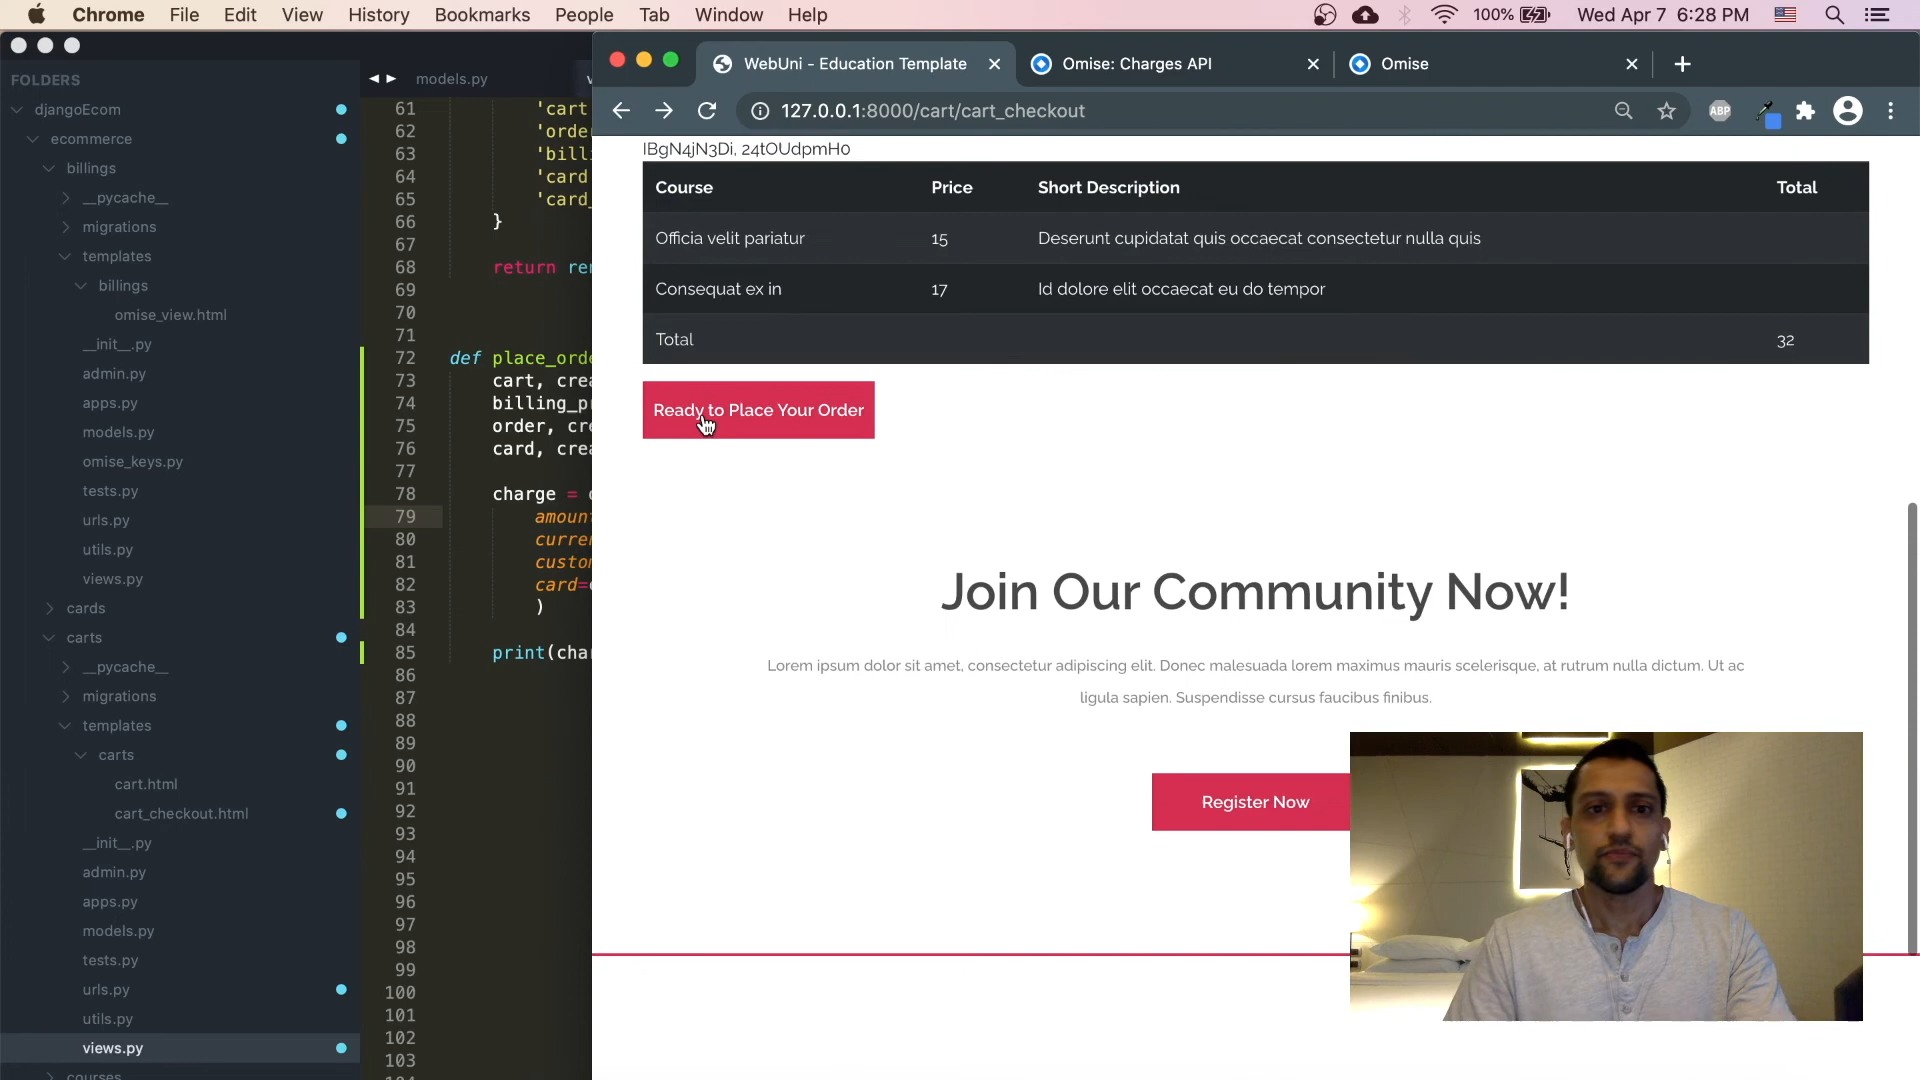 Chrome File Edit View History Bookmarks People Tab Window Help
100% Wed Apr 7 6:28 PM
FOLDERS
djangoEcom
ecommerce
billings
__pycache__
migrations
templates
billings
omise_view.html
__init__.py
admin.py
apps.py
models.py
omise_keys.py
tests.py
urls.py
utils.py
views.py
cards
carts
__pycache__
migrations
templates
carts
cart.html
cart_checkout.html
__init__.py
admin.py
apps.py
models.py
tests.py
urls.py
utils.py
views.py
courses
models.py
61 'cart
62 'orde
63 'bill
64 'card
65 'card_
66 }
67
68 return re
69
70
71
72 def place_orde
73 cart, crea
74 billing_p
75 order, cre
76 card, crea
77
78 charge =
79 amoun
80 curre
81 custo
82 card=
83 )
84
85 print(cha
86
87
88
89
90
91
92
93
94
95
96
97
98
99
100
101
102
103
WebUni - Education Template
Omise: Charges API
Omise
127.0.0.1:8000/cart/cart_checkout
ABP
IBgN4jN3Di, 24tOUdpmH0
Course Price Short Description Total
Officia velit pariatur 15 Deserunt cupidatat quis occaecat consectetur nulla quis
Consequat ex in 17 Id dolore elit occaecat eu do tempor
Total 32
Ready to Place Your Order
Join Our Community Now!
Lorem ipsum dolor sit amet, consectetur adipiscing elit. Donec malesuada lorem maximus mauris scelerisque, at rutrum nulla dictum. Ut ac
ligula sapien. Suspendisse cursus faucibus finibus.
Register Now